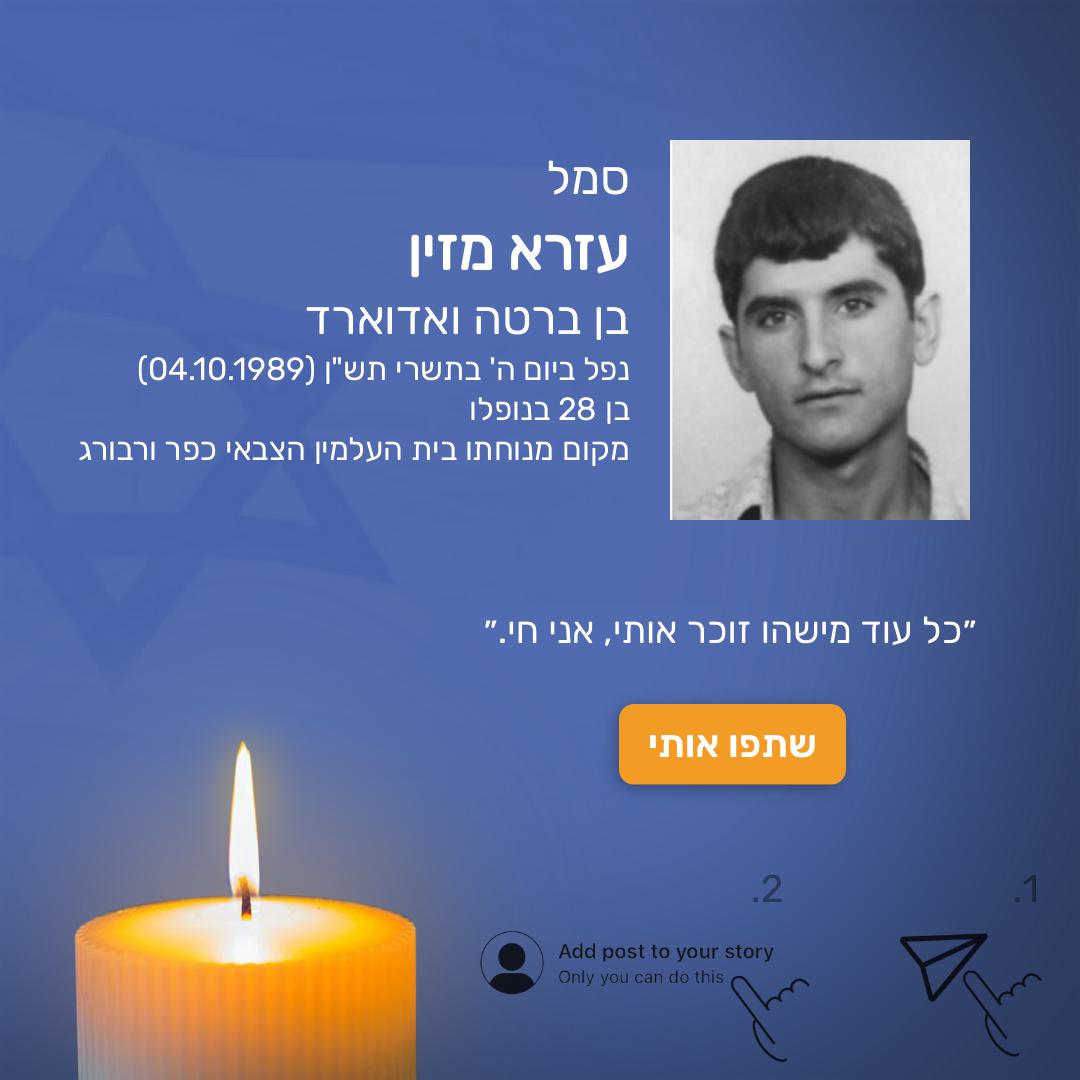 סמל
עזרא מזין
בן ברטה ואדוארד
נפל ביום ה' בתשרי תש"ן (04.10.1989)
בן 28 בנופלו
מקום מנוחתו בית העלמין הצבאי כפר ורבורג
״כל עוד מישהו זוכר אותי, אני חי.״
שתפו אותי
1.
2.
Add post to your story
Only you can do this